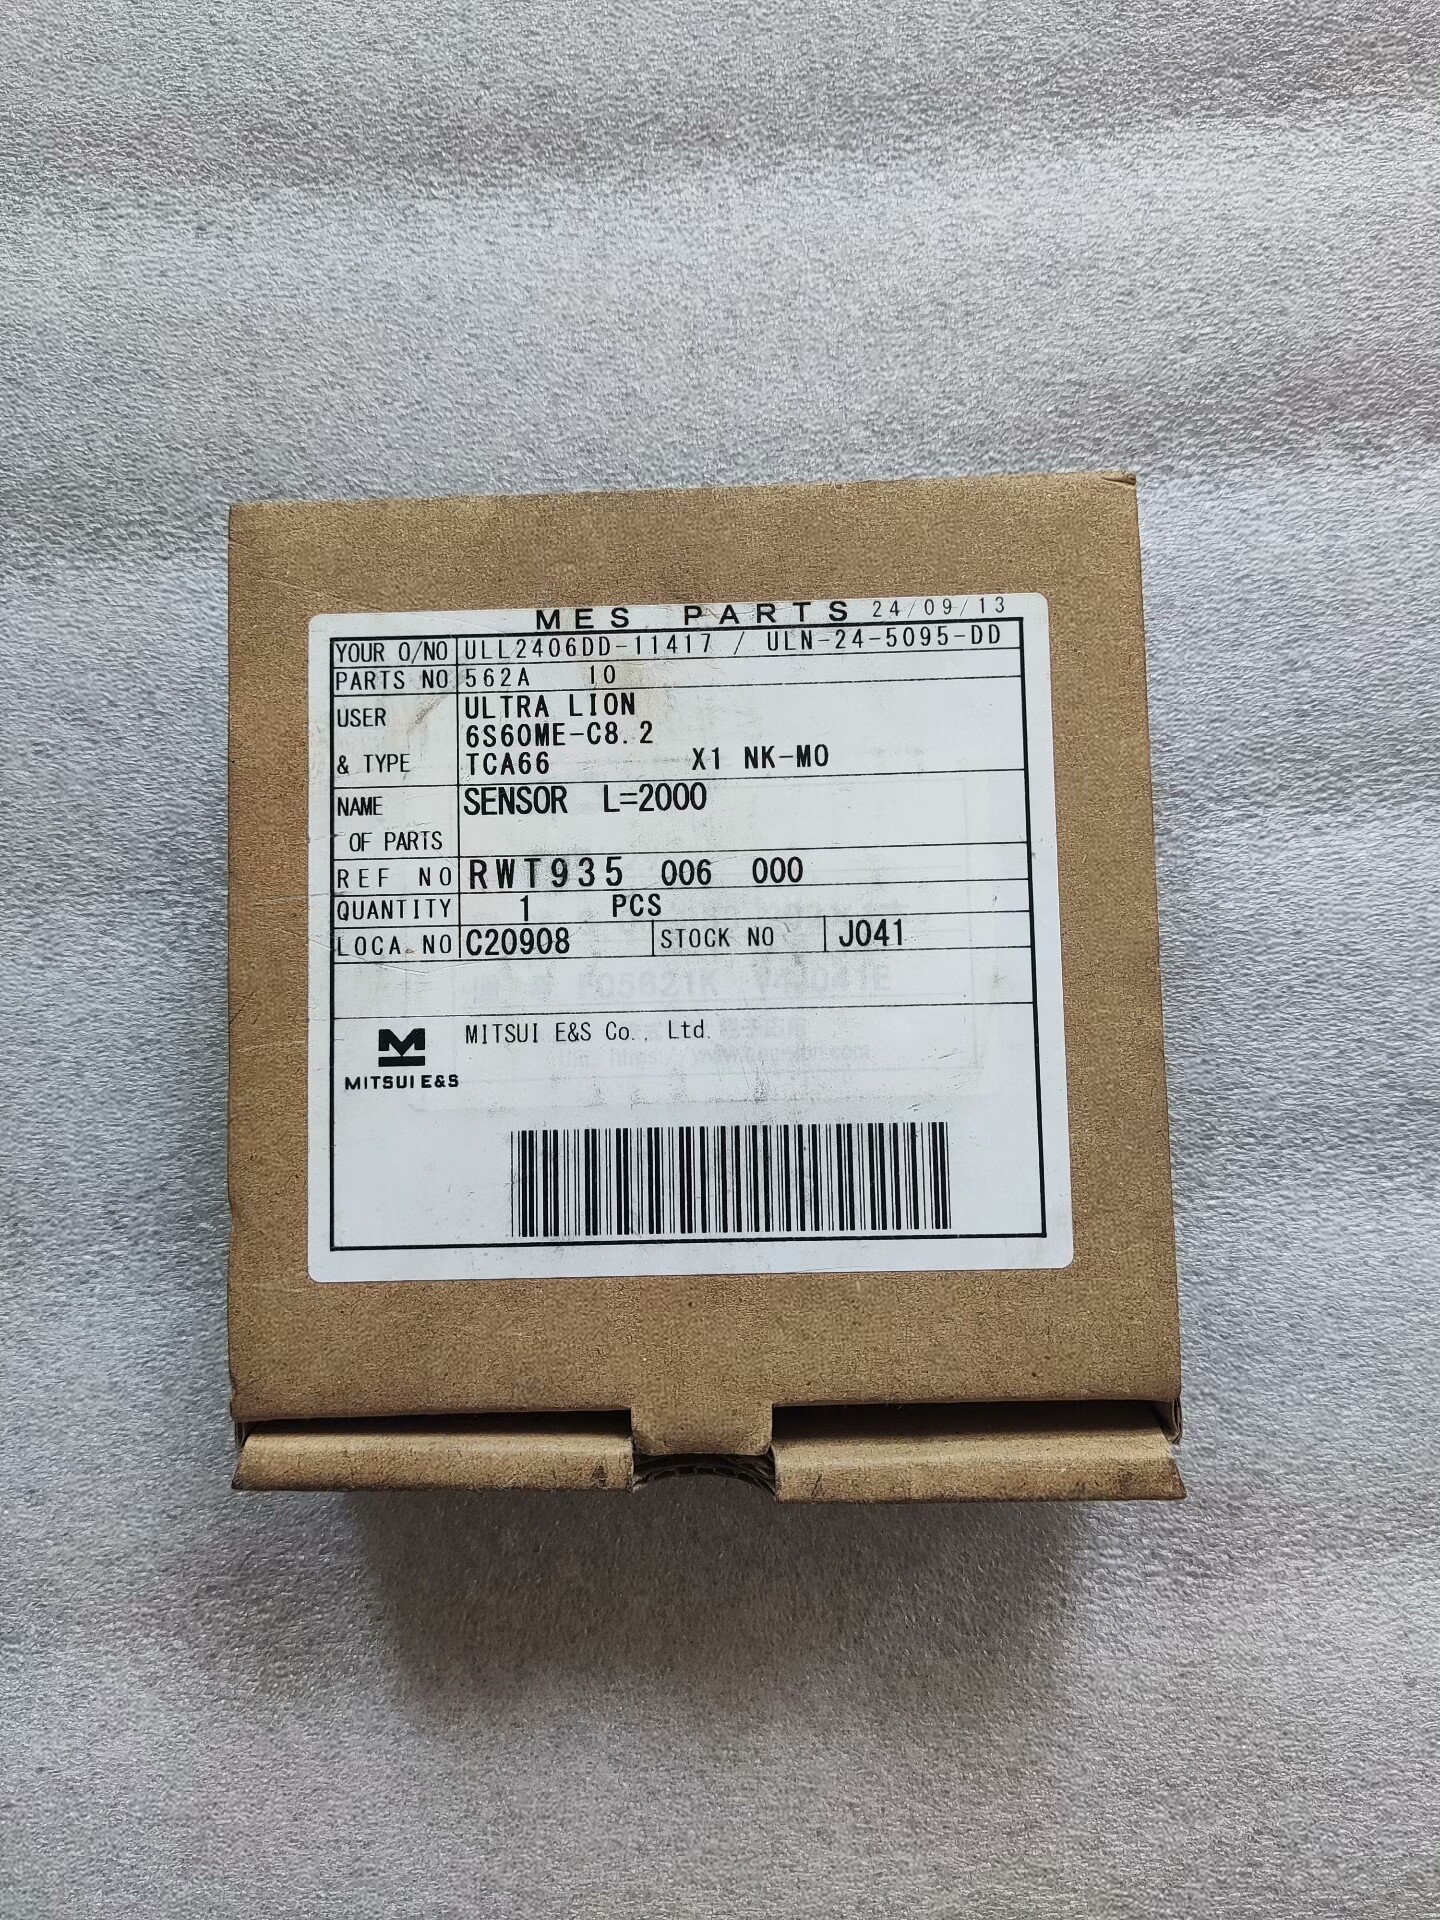 MES PARTS 24/09/13
YOUR O/NO ULL2406DD-11417 / ULN-24-5095-DD
PARTS NO 562A 10
USER ULTRA LION
6S60ME-C8.2
& TYPE TCA66 X1 NK-MO
NAME SENSOR L=2000
OF PARTS
REF NO RWT935 006 000
QUANTITY 1 PCS
LOCA. NO C20908 STOCK NO J041
MITSUI E&S Co., Ltd.
MITSUI E&S